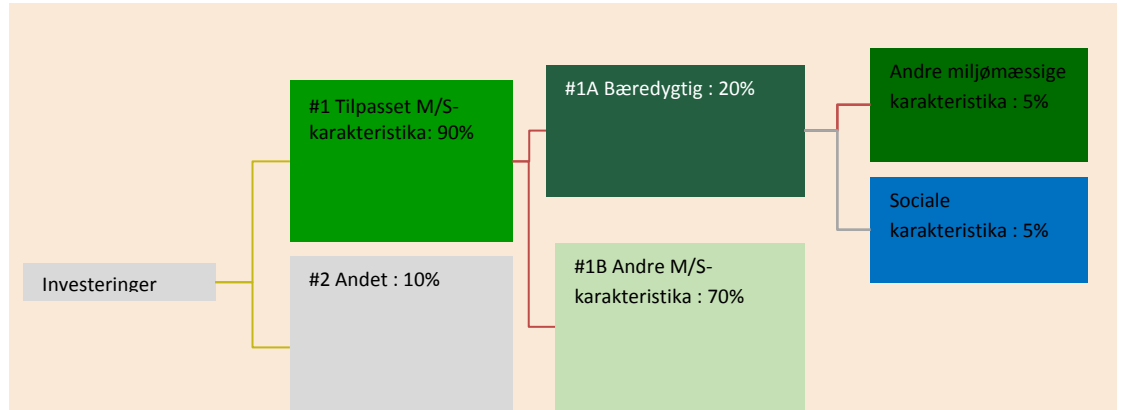 Investeringer
#1 Tilpasset M/S-
karakteristika: 90%
#2 Andet : 10%
#1A Bæredygtig : 20%
#1B Andre M/S-
karakteristika : 70%
Andre miljømæssige
karakteristika : 5%
Sociale
karakteristika : 5%